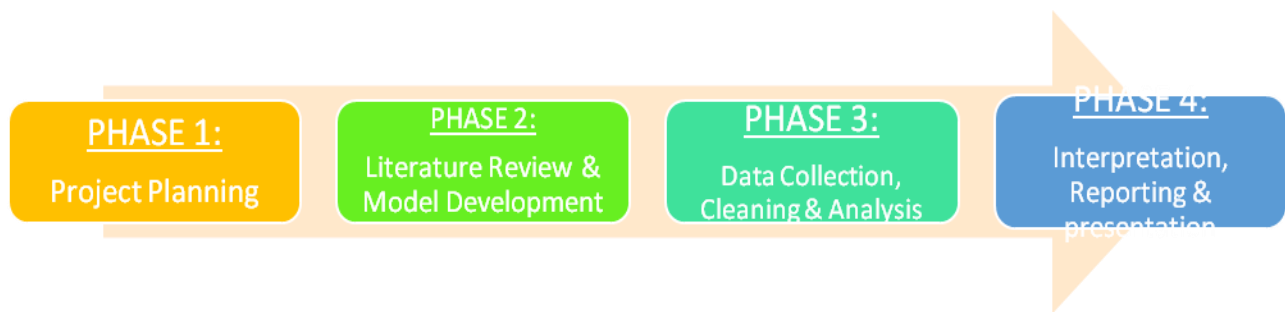 PHASE 1:
Project Planning
PHASE 2:
Literature Review &
Model Development
PHASE 3:
Data Collection,
Cleaning & Analysis
PHASE 4:
Interpretation,
Reporting &
presentation